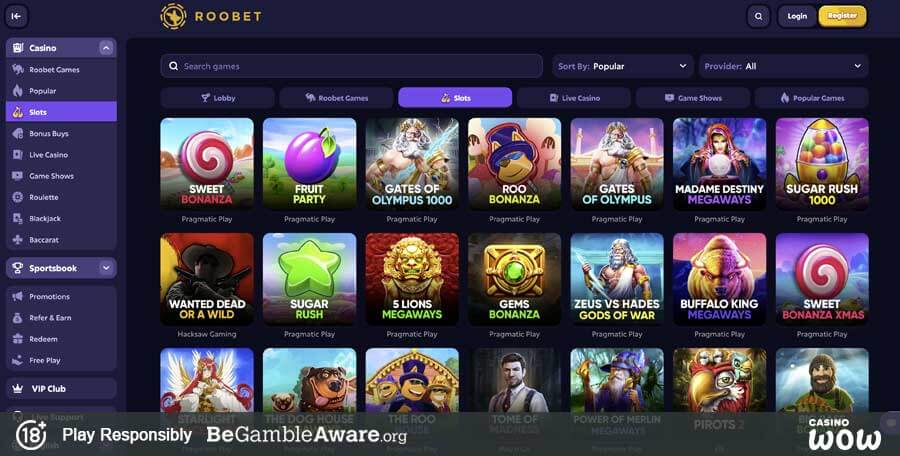 ROOBET
Login
Register
Casino
Roobet Games
Popular
Slots
Bonus Buys
Live Casino
Game Shows
Roulette
Blackjack
Baccarat
Sportsbook
Promotions
Refer & Earn
Redeem
Free Play
VIP Club
Live Support
Search games
Sort By: Popular
Provider: All
Lobby
Roobet Games
Slots
Live Casino
Game Shows
Popular Games
SWEET
BONANZA
Pragmatic Play
FRUIT
PARTY
Pragmatic Play
GATES OF
OLYMPUS 1000
Pragmatic Play
ROO
BONANZA
Pragmatic Play
GATES
OF OLYMPUS
Pragmatic Play
MADAME DESTINY
MEGAWAYS
Pragmatic Play
SUGAR RUSH
1000
Pragmatic Play
WANTED DEAD
OR A WILD
Hacksaw Gaming
SUGAR
RUSH
Pragmatic Play
5 LIONS
MEGAWAYS
Pragmatic Play
GEMS
BONANZA
Pragmatic Play
ZEUS VS HADES
GODS OF WAR
Pragmatic Play
BUFFALO KING
MEGAWAYS
Pragmatic Play
SWEET
BONANZA XMAS
Pragmatic Play
STARLIGHT
THE DOG HOUSE
THE ROO
TOME OF
MADNESS
POWER OF MERLIN
MEGAWAYS
PIROTS 2
BIG BASS
18+
Play Responsibly
BeGambleAware.org
CASINO
WOW